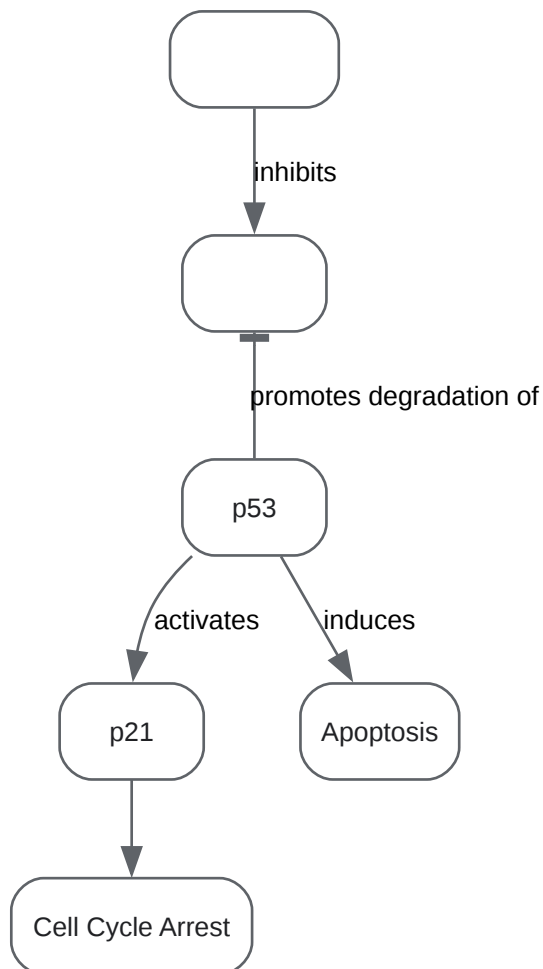 inhibits
promotes degradation of
p53
activates
induces
p21
Apoptosis
Cell Cycle Arrest